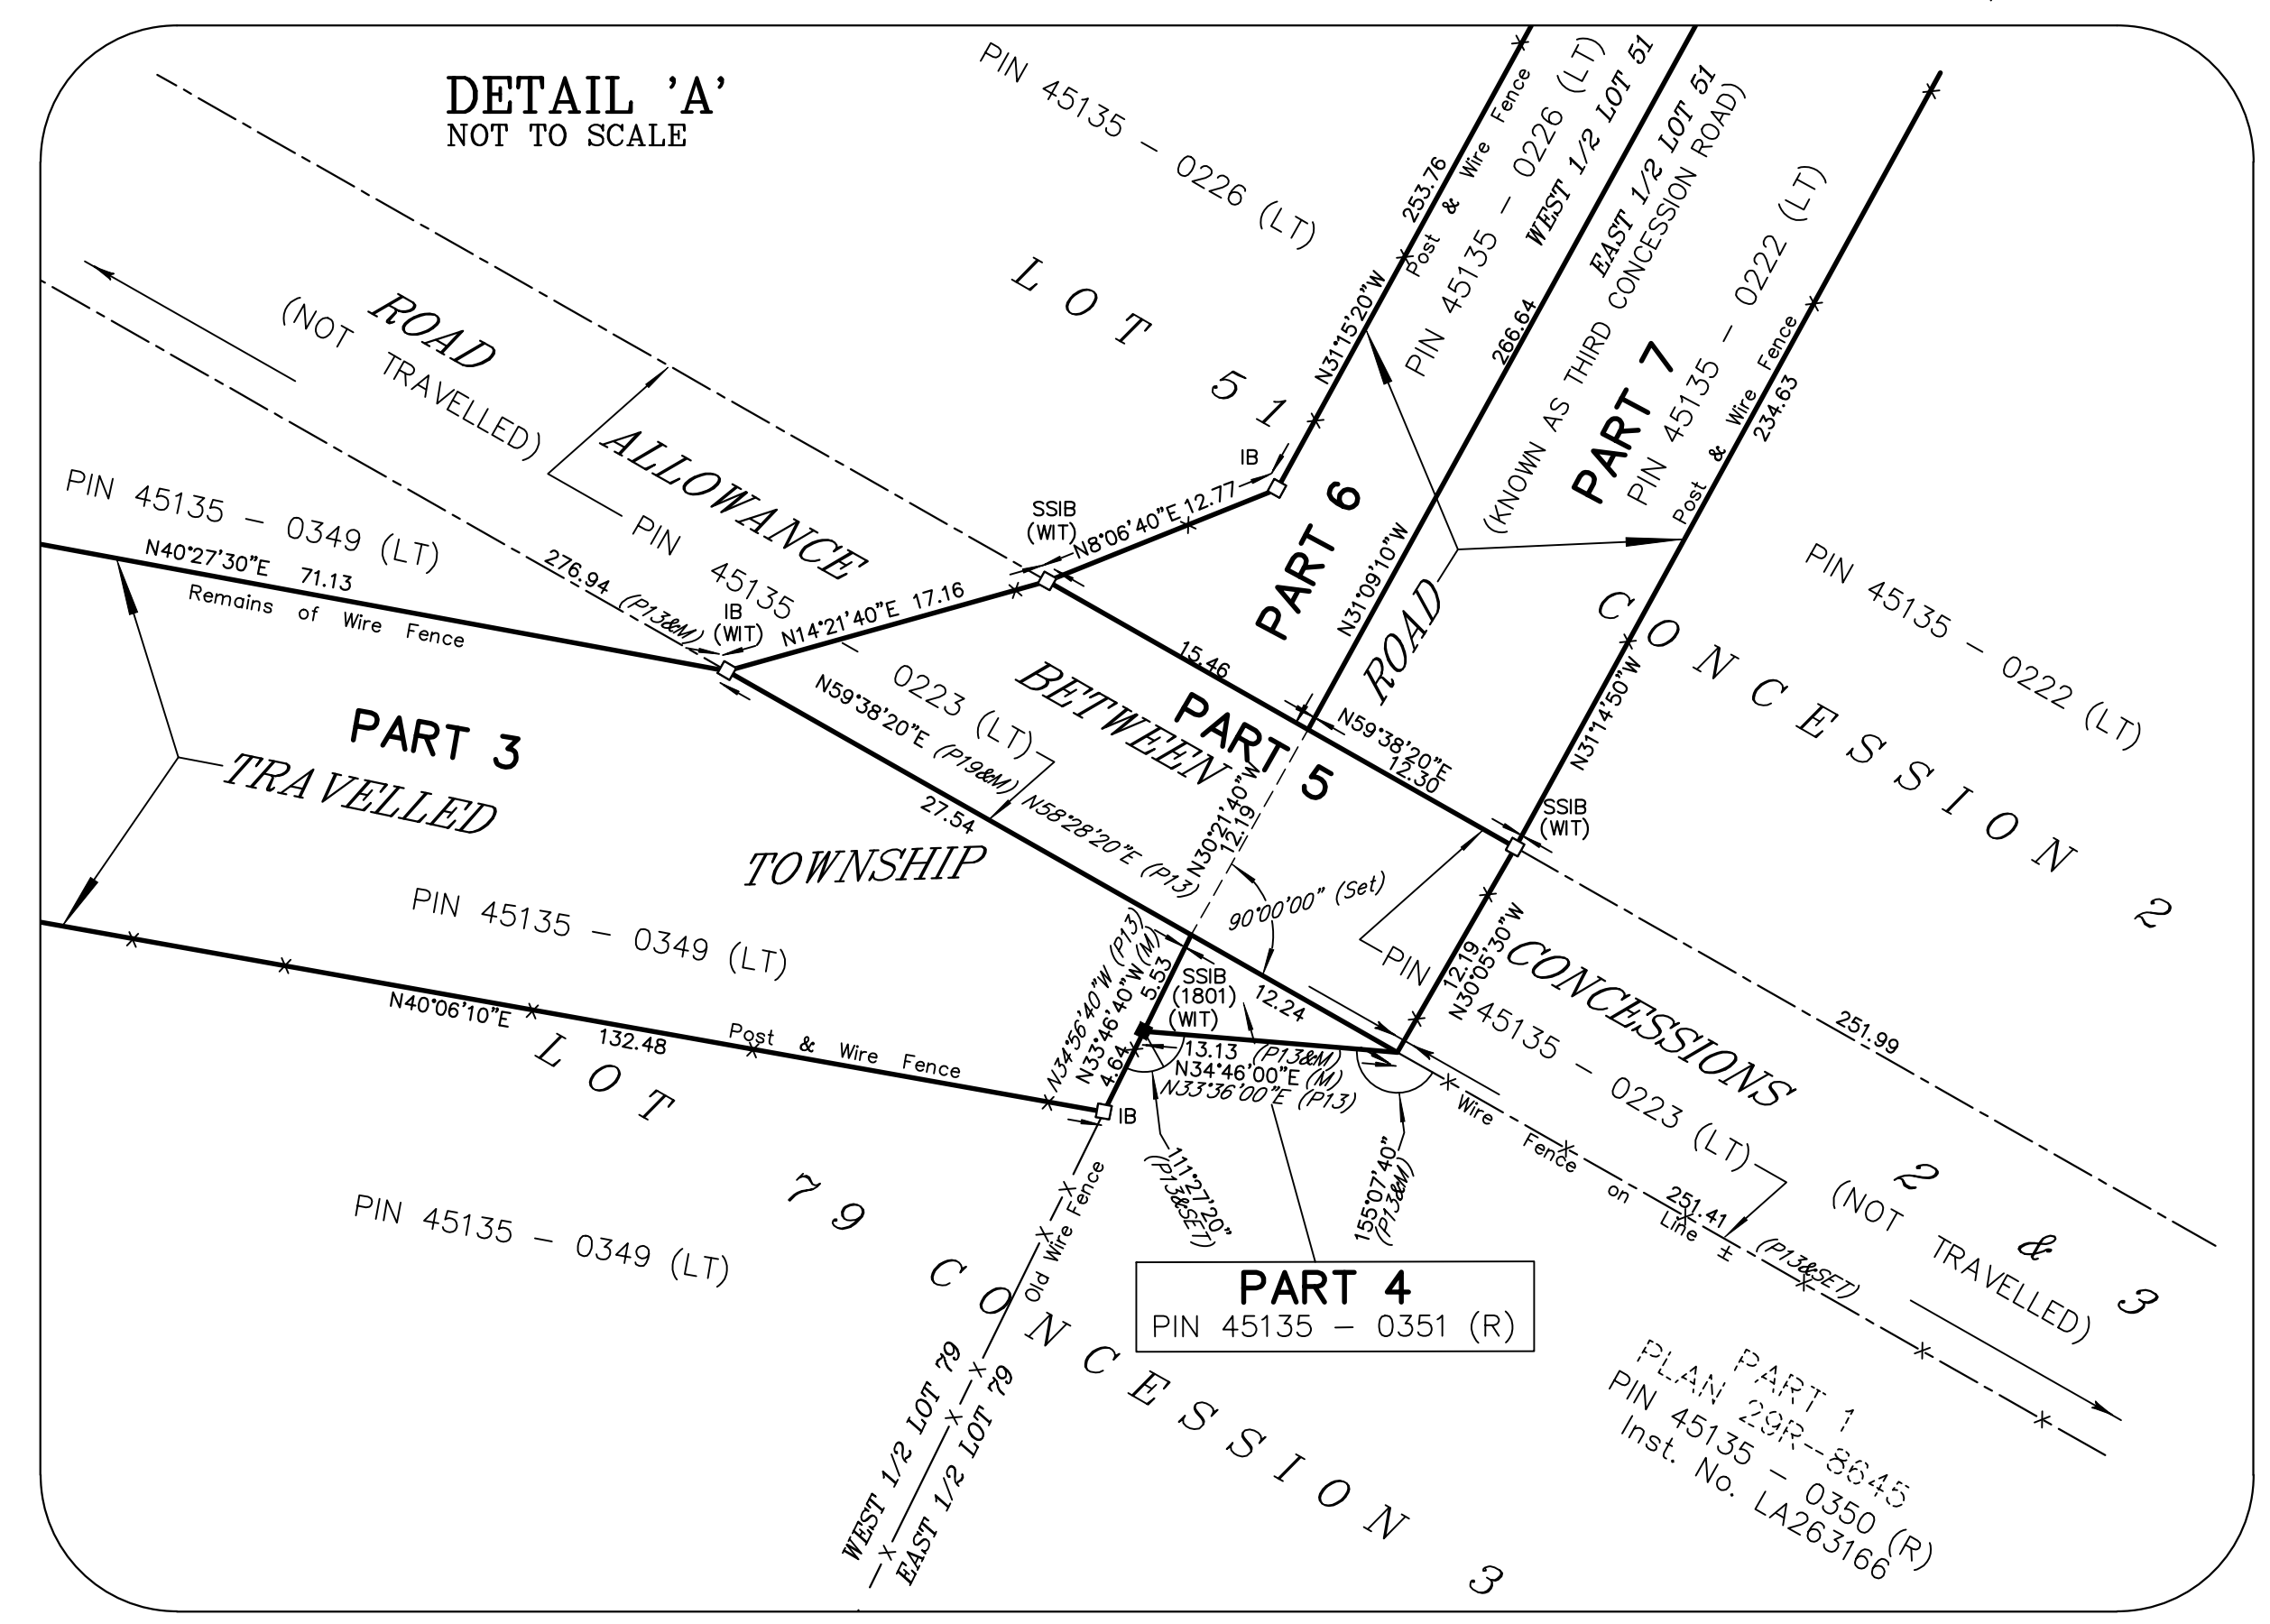 DETAIL 'A'
NOT TO SCALE
PIN 45135 – 0226 (LT)
LOT 51
253.76
Post & Wire Fence
N31°15'20"W
PIN 45135 – 0226 (LT)
WEST 1/2 LOT 51
EAST 1/2 LOT 51
266.64
N31°09'10"W
(KNOWN AS THIRD CONCESSION ROAD)
PART 7
PIN 45135 – 0222 (LT)
Post & Wire Fence
234.63
N31°14'50"W
PART 6
ROAD
ROAD
(NOT TRAVELLED)
ALLOWANCE
PIN 45135 – 0223 (LT)
PIN 45135 – 0349 (LT)
N40°27'30"E 71.13
Remains of Wire Fence
276.94 (P13&M)
IB
(WIT)
N14°21'40"E 17.16
SSIB
(WIT)
N8°06'40"E 12.77
IB
15.46
BETWEEN
PART 5
N59°38'20"E
12.30
SSIB
(WIT)
CONCESSION 2
PIN 45135 – 0222 (LT)
PART 3
TRAVELLED
TOWNSHIP
N59°38'20"E (P19&M)
27.54
N58°28'20"E (P13)
N30°21'40"W
12.19
90°00'00" (Set)
12.24
12.19
N30°05'30"W
CONCESSIONS
2 & 3
(NOT TRAVELLED)
PIN 45135 – 0223 (LT)
251.99
PIN 45135 – 0349 (LT)
N40°06'10"E
132.48
Post & Wire Fence
LOT 79
N34°56'40"W (P13)
N33°46'40"W (M)
5.53
4.64
SSIB
(1801)
(WIT)
13.13 (P13&M)
N34°46'00"E (M)
N33°36'00"E (P13)
IB
111°27'20"
(P13&SET)
155°07'40"
(P13&M)
Wire Fence on Line ±
251.41
(P13&SET)
PIN 45135 – 0349 (LT)
Old Wire Fence
PART 4
PIN 45135 – 0351 (R)
CONCESSION 3
WEST 1/2 LOT 79
EAST 1/2 LOT 79
PART 1
PLAN 29R–8645
PIN 45135 – 0350 (R)
Inst. No. LA263166